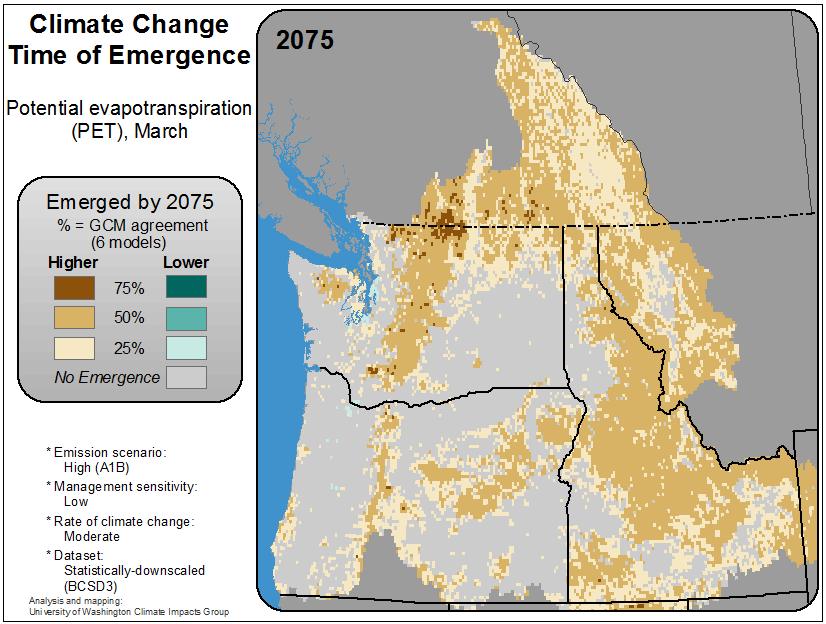 Climate Change
Time of Emergence
Potential evapotranspiration
(PET), March
2075
Emerged by 2075
% = GCM agreement
(6 models)
Higher Lower
75%
50%
25%
No Emergence
* Emission scenario:
High (A1B)
* Management sensitivity:
Low
* Rate of climate change:
Moderate
* Dataset:
Statistically-downscaled
(BCSD3)
Analysis and mapping:
University of Washington Climate Impacts Group